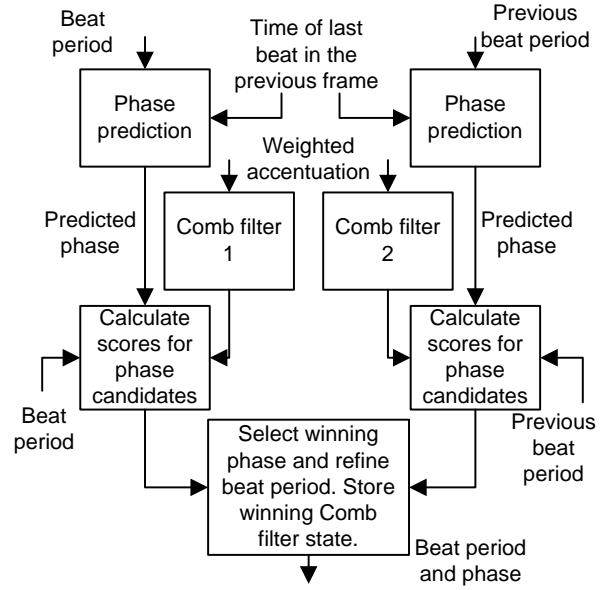 Beat
period
Time of last
beat in the
previous frame
Previous
beat period
Phase
prediction
Phase
prediction
Weighted
accentuation
Predicted
phase
Comb filter
1
Comb filter
2
Predicted
phase
Calculate
scores for
phase
candidates
Calculate
scores for
phase
candidates
Beat
period
Previous
beat
period
Select winning
phase and refine
beat period. Store
winning Comb
filter state.
Beat period
and phase